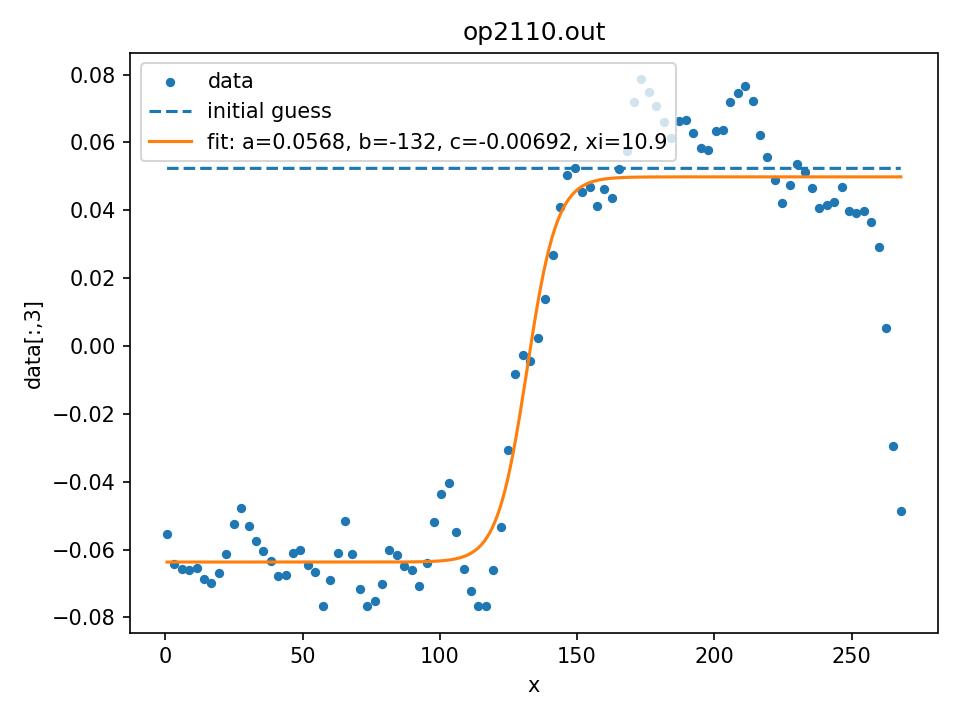 op2110.out
data
initial guess
fit: a=0.0568, b=-132, c=-0.00692, xi=10.9
0.08
0.06
0.04
0.02
0.00
−0.02
−0.04
−0.06
−0.08
data[:,3]
0 50 100 150 200 250
x